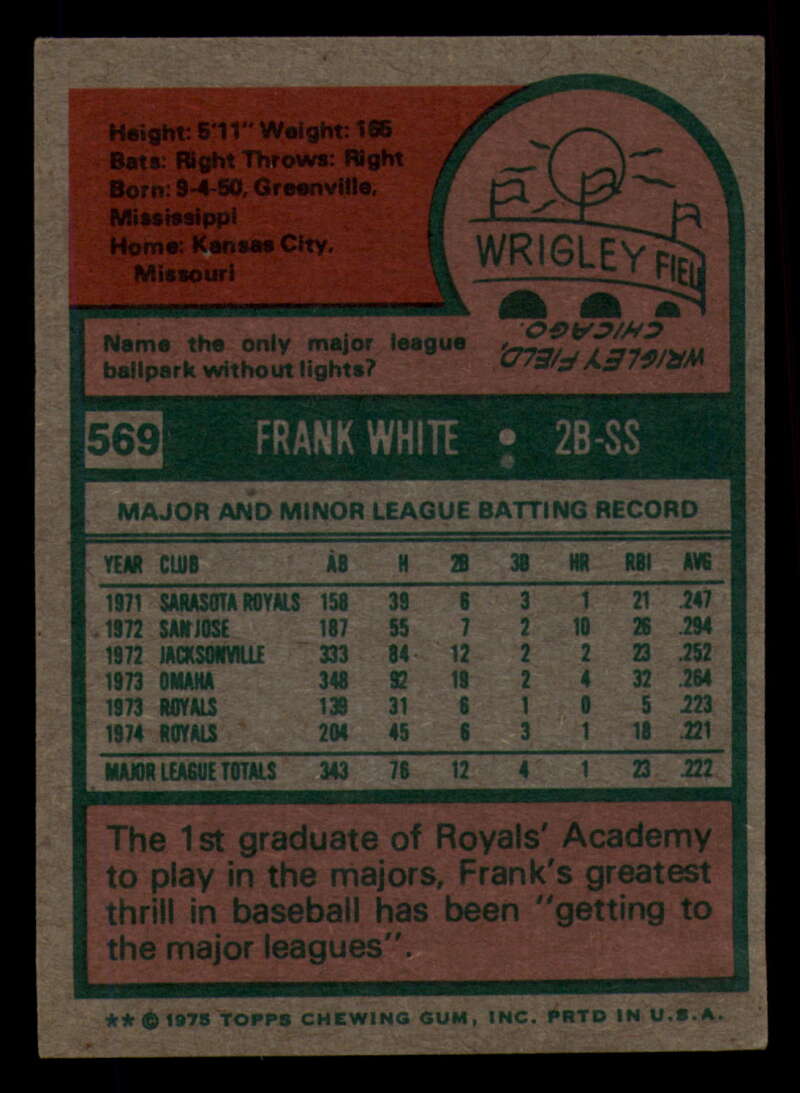 Height: 5'11" Weight: 165
Bats: Right Throws: Right
Born: 9-4-50, Greenville,
Mississippi
Home: Kansas City,
Missouri
WRIGLEY FIEL
WRIGLEY FIELD,
CHICAGO.
Name the only major league
ballpark without lights?
569 FRANK WHITE • 2B-SS
MAJOR AND MINOR LEAGUE BATTING RECORD
YEAR CLUB AB H 2B 3B HR RBI AVG
1971 SARASOTA ROYALS 158 39 6 3 1 21 .247
1972 SAN JOSE 187 55 7 2 10 26 .294
1972 JACKSONVILLE 333 84 12 2 2 23 .252
1973 OMAHA 348 92 19 2 4 32 .264
1973 ROYALS 139 31 6 1 0 5 .223
1974 ROYALS 204 45 6 3 1 18 .221
MAJOR LEAGUE TOTALS 343 76 12 4 1 23 .222
The 1st graduate of Royals' Academy
to play in the majors, Frank's greatest
thrill in baseball has been "getting to
the major leagues".
** © 1975 TOPPS CHEWING GUM, INC. PRTD IN U.S.A.